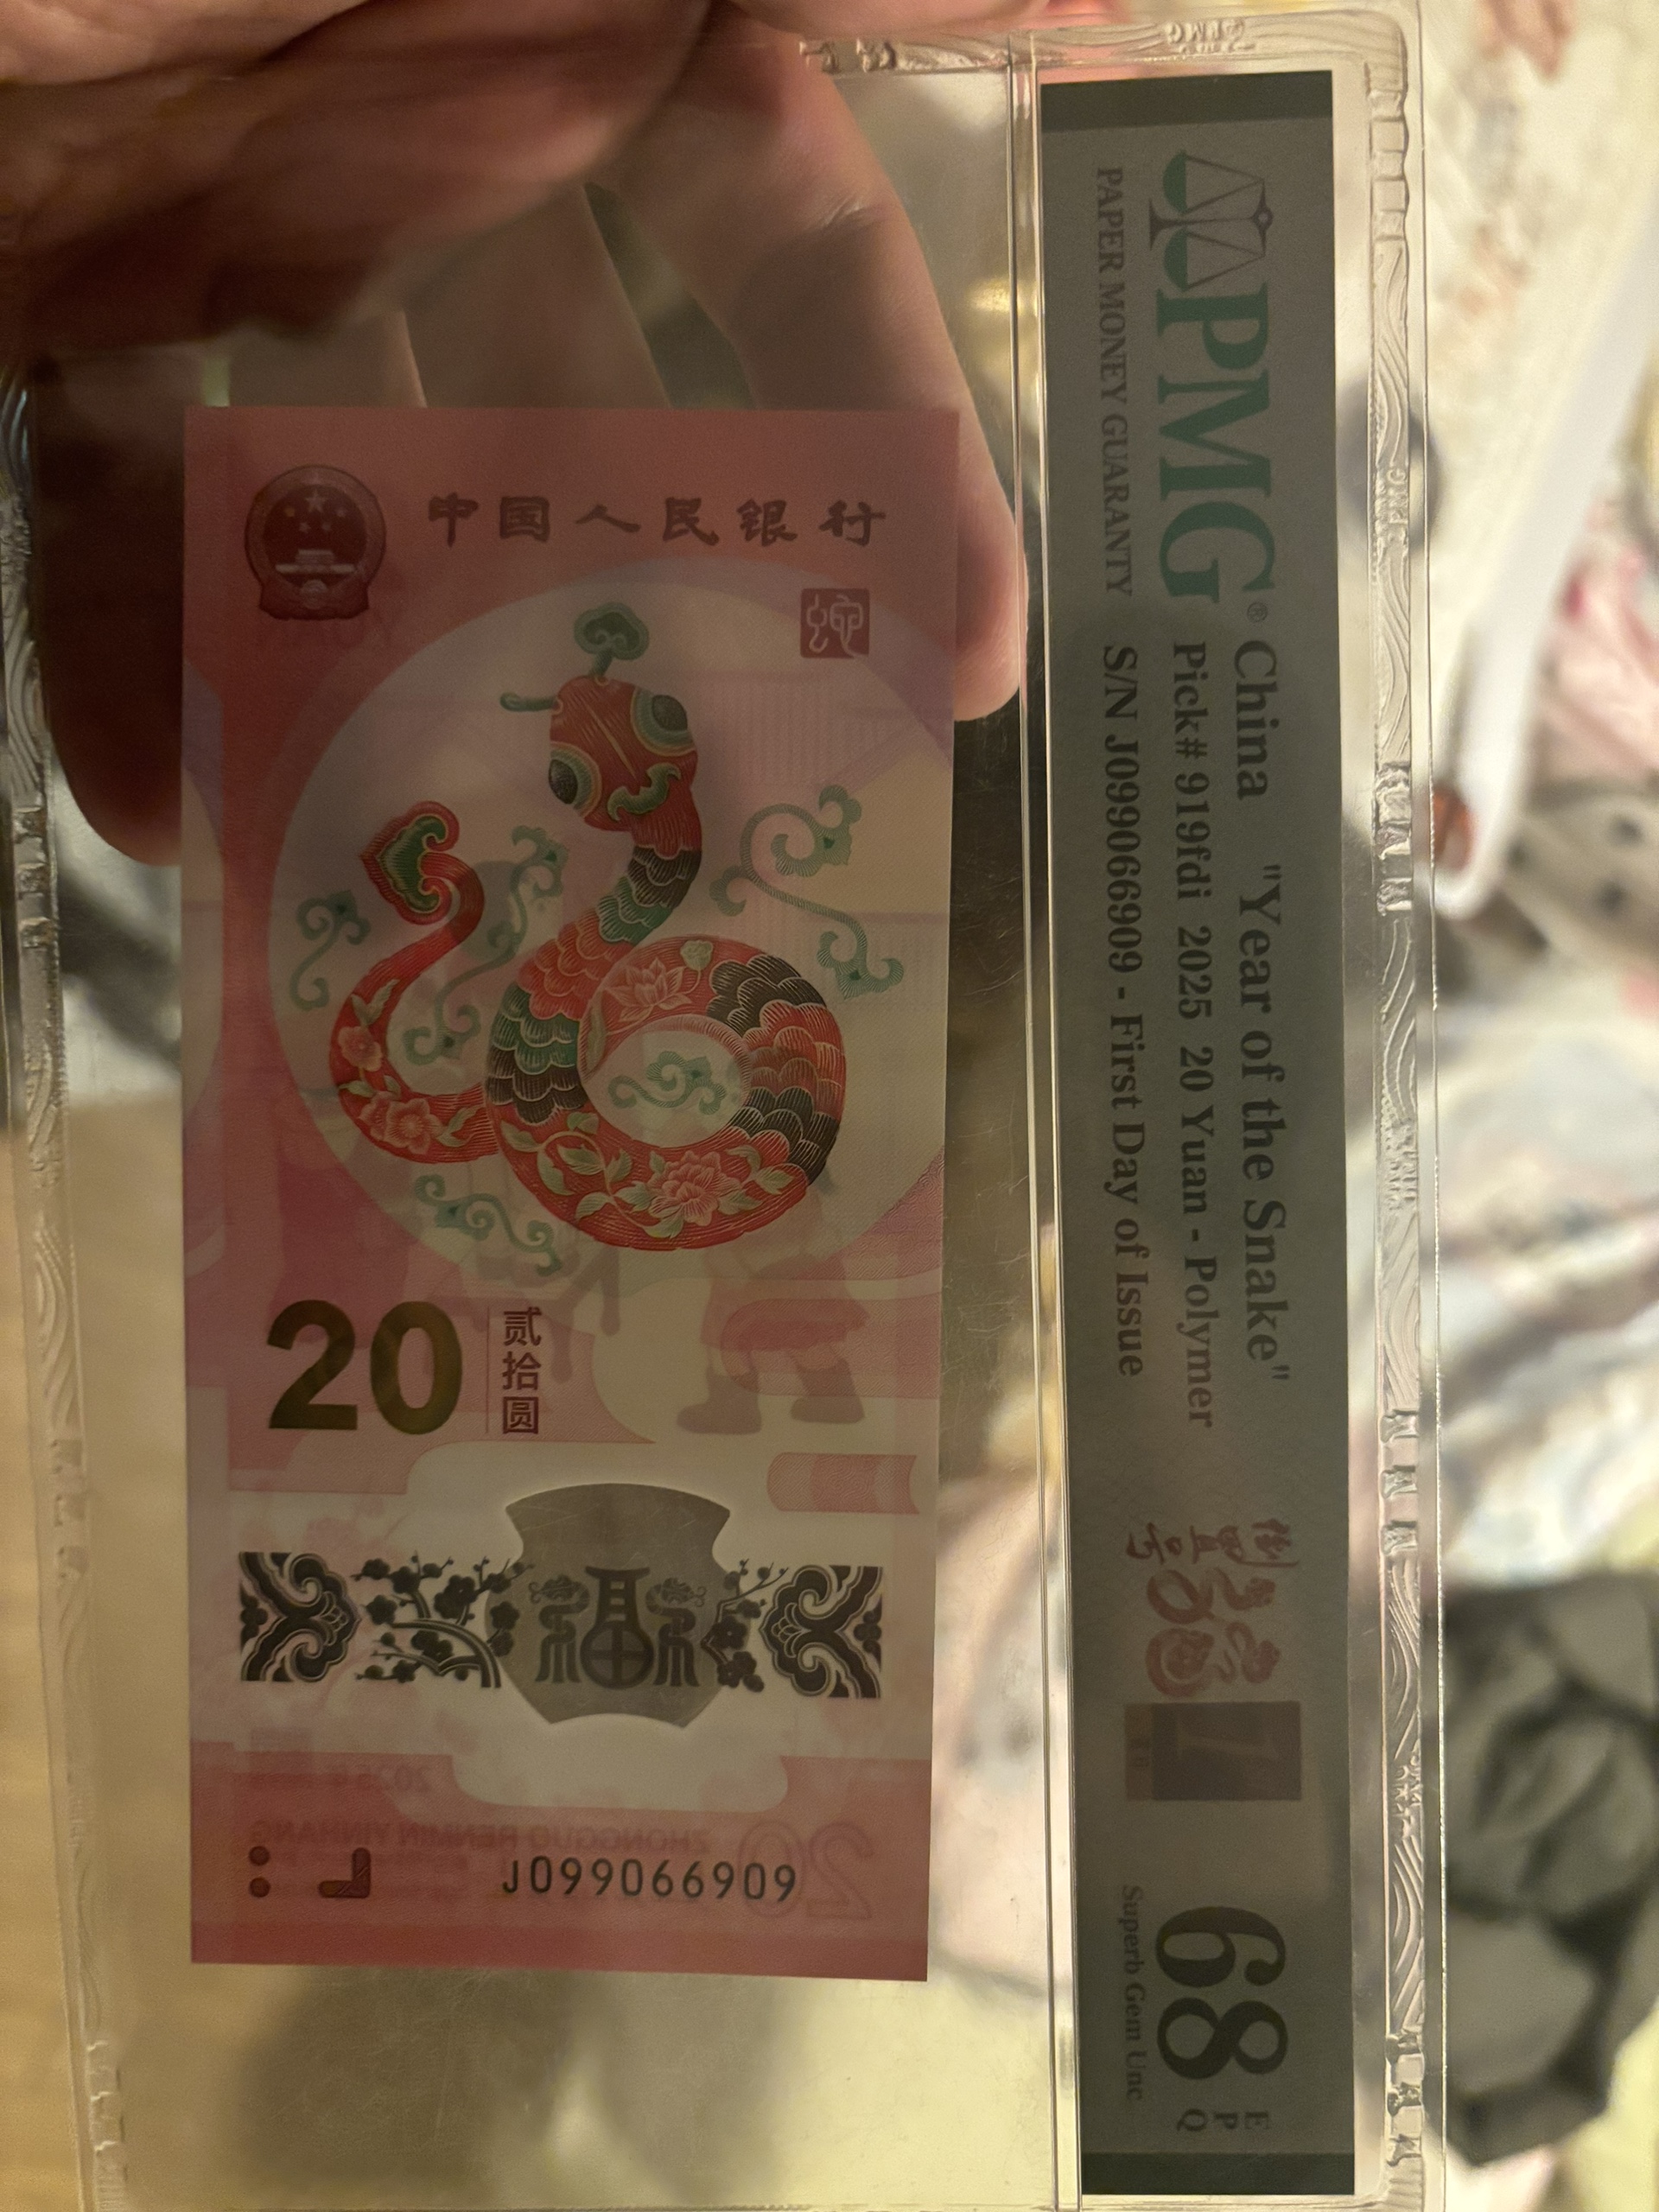 中国人民银行
蛇
20
贰拾圆
福
J099066909
PMG®
PAPER MONEY GUARANTY
China "Year of the Snake"
Pick# 919fdi 2025 20 Yuan - Polymer
S/N J099066909 - First Day of Issue
68
EPQ
Superb Gem Unc